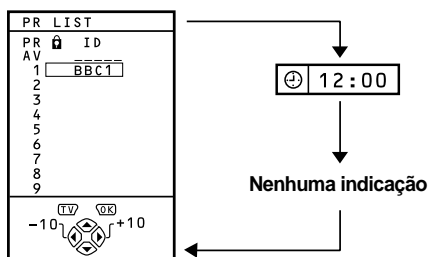 PR LIST
PR ID
AV _____
1 BBC1
2
3
4
5
6
7
8
9
TV OK
-10 +10
12:00
Nenhuma indicação